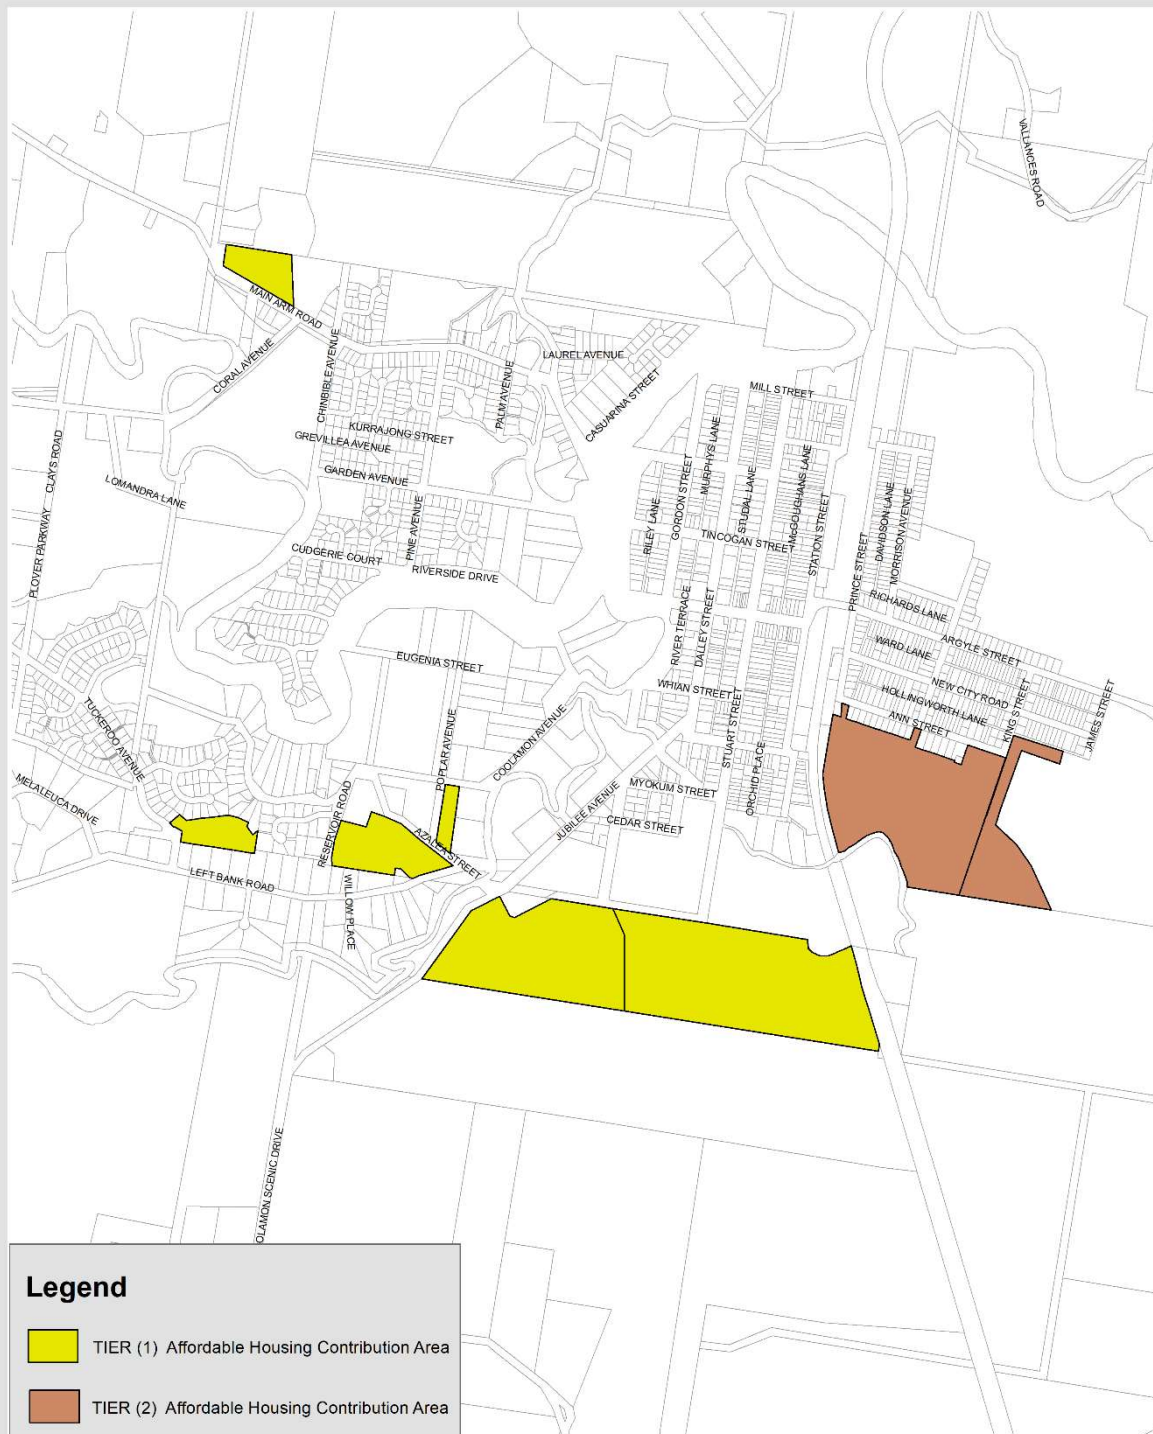 VALLANCES ROAD
MAIN ARM ROAD
CORAL AVENUE
CHINBIBLE AVENUE
LAUREL AVENUE
PALM AVENUE
CASUARINA STREET
MILL STREET
KURRAJONG STREET
GREVILLEA AVENUE
GARDEN AVENUE
CLAYS ROAD
LOMANDRA LANE
PLOVER PARKWAY
PINE AVENUE
CUDGERIE COURT
RIVERSIDE DRIVE
MURPHYS LANE
GORDON STREET
RILEY LANE
STUDAL LANE
McGOUGHANS LANE
TINCOGAN STREET
STATION STREET
DAVIDSON LANE
MORRISON AVENUE
PRINCE STREET
RICHARDS LANE
ARGYLE STREET
WARD LANE
NEW CITY ROAD
HOLLINGWORTH LANE
ANN STREET
KING STREET
JAMES STREET
RIVER TERRACE
DALLEY STREET
EUGENIA STREET
WHIAN STREET
STUART STREET
ORCHID PLACE
TUCKEROO AVENUE
POPLAR AVENUE
COOLAMON AVENUE
MYOKUM STREET
JUBILEE AVENUE
CEDAR STREET
MELALEUCA DRIVE
RESERVOIR ROAD
AZALEA STREET
LEFT BANK ROAD
WILLOW PLACE
OLAMON SCENIC DRIVE
Legend
TIER (1) Affordable Housing Contribution Area
TIER (2) Affordable Housing Contribution Area